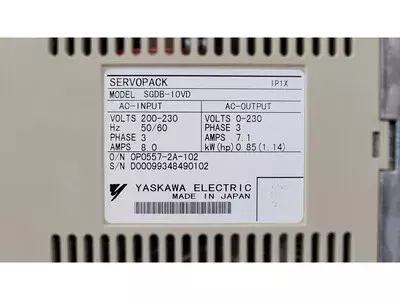 SERVOPACK IP1X
MODEL SGDB-10VD
AC-INPUT AC-OUTPUT
VOLTS 200-230 VOLTS 0-230
Hz 50/60 PHASE 3
PHASE 3 AMPS 7.1
AMPS 8.0 kW(hp) 0.85(1.14)
O/N 0P0557-2A-102
S/N D00099348490102
YASKAWA ELECTRIC
MADE IN JAPAN